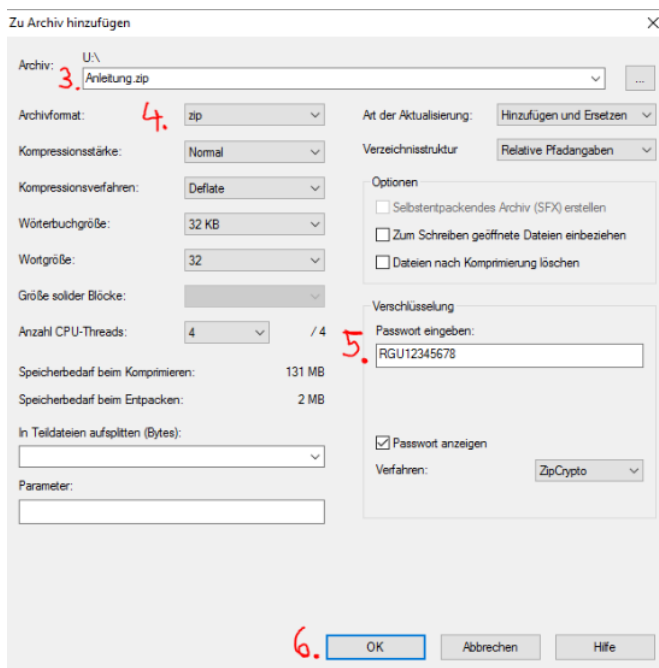 Zu Archiv hinzufügen
Archiv: U:\
3. Anleitung.zip ...
Archivformat: 4. zip
Kompressionsstärke: Normal
Kompressionsverfahren: Deflate
Wörterbuchgröße: 32 KB
Wortgröße: 32
Größe solider Blöcke:
Anzahl CPU-Threads: 4 / 4
Speicherbedarf beim Komprimieren: 131 MB
Speicherbedarf beim Entpacken: 2 MB
In Teildateien aufsplitten (Bytes):
Parameter:
Art der Aktualisierung: Hinzufügen und Ersetzen
Verzeichnisstruktur Relative Pfadangaben
Optionen
Selbstentpackendes Archiv (SFX) erstellen
Zum Schreiben geöffnete Dateien einbeziehen
Dateien nach Komprimierung löschen
Verschlüsselung
5. Passwort eingeben:
RGU12345678
Passwort anzeigen
Verfahren: ZipCrypto
6. OK Abbrechen Hilfe